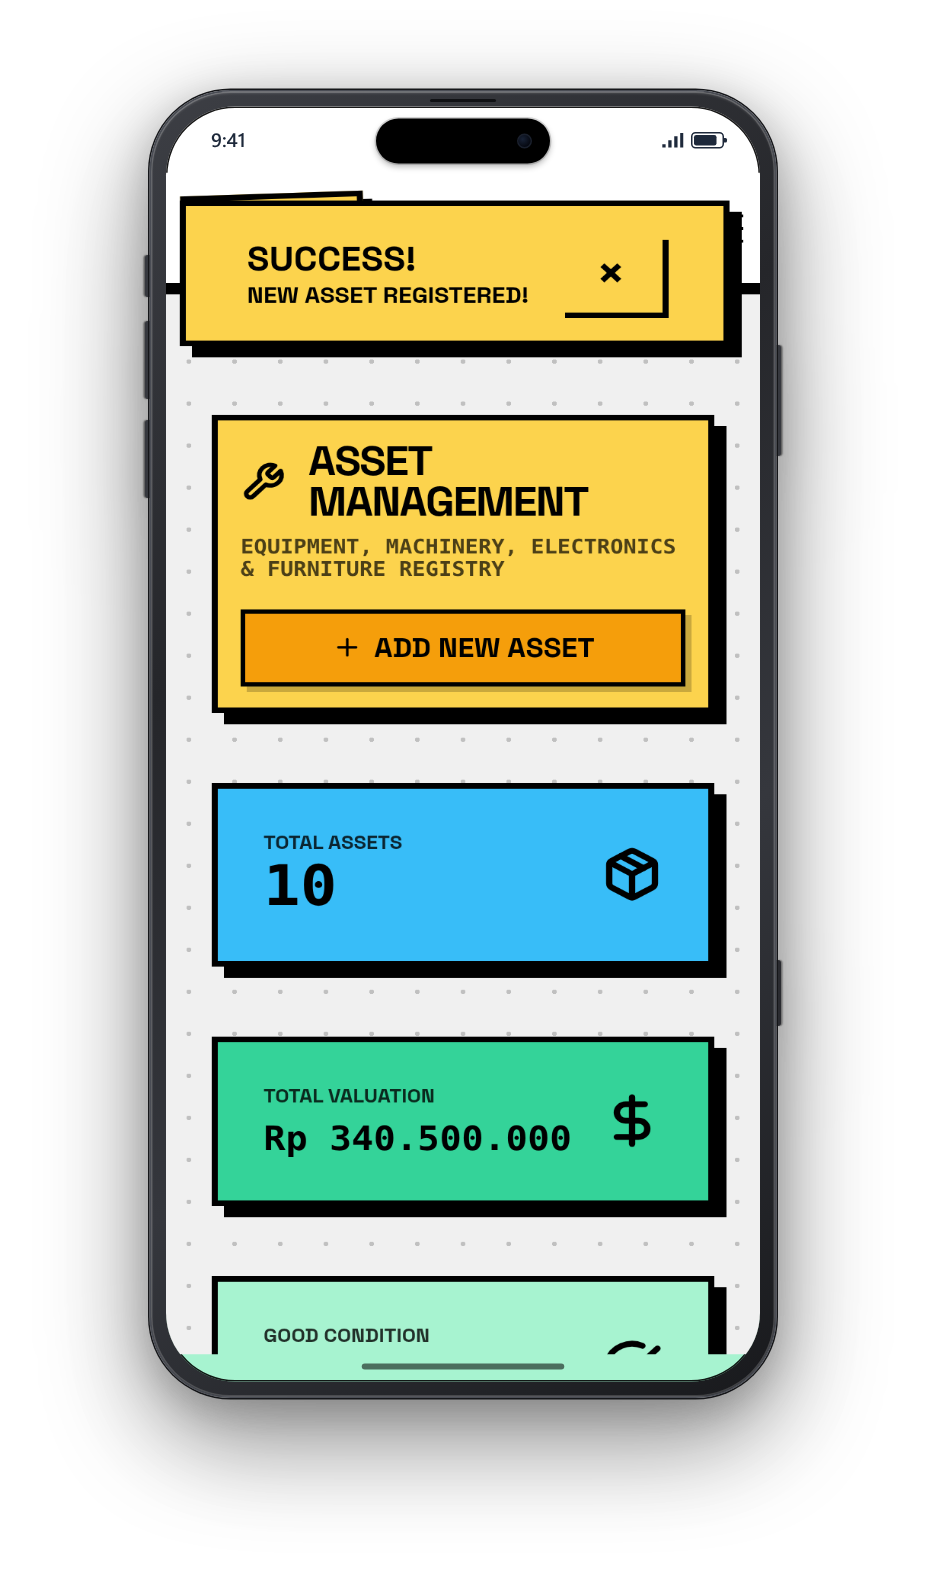 9:41
SUCCESS!
NEW ASSET REGISTERED!
ASSET
MANAGEMENT
EQUIPMENT, MACHINERY, ELECTRONICS
& FURNITURE REGISTRY
+ ADD NEW ASSET
TOTAL ASSETS
10
TOTAL VALUATION
Rp 340.500.000
GOOD CONDITION